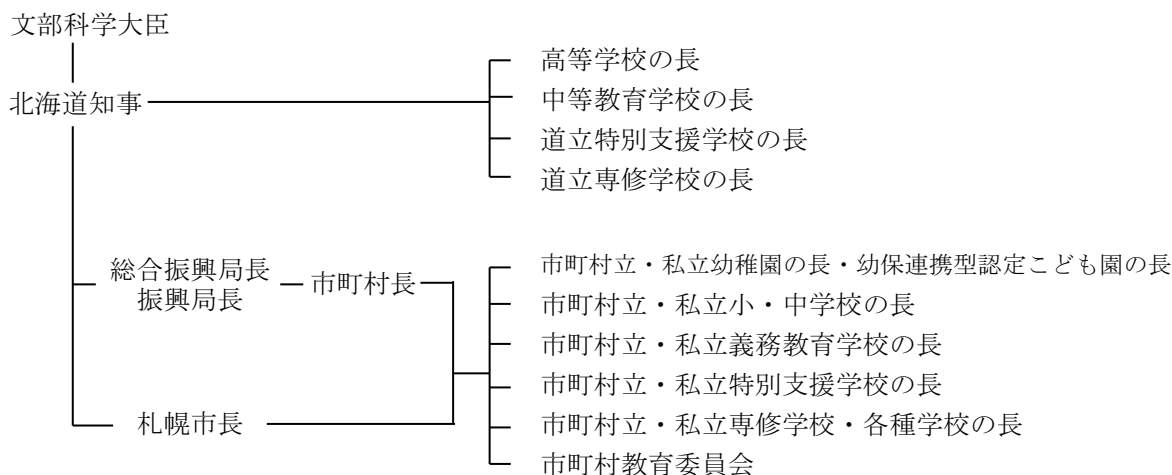 文部科学大臣
北海道知事
高等学校の長
中等教育学校の長
道立特別支援学校の長
道立専修学校の長
総合振興局長
振興局長
市町村長
札幌市長
市町村立・私立幼稚園の長・幼保連携型認定こども園の長
市町村立・私立小・中学校の長
市町村立・私立義務教育学校の長
市町村立・私立特別支援学校の長
市町村立・私立専修学校・各種学校の長
市町村教育委員会